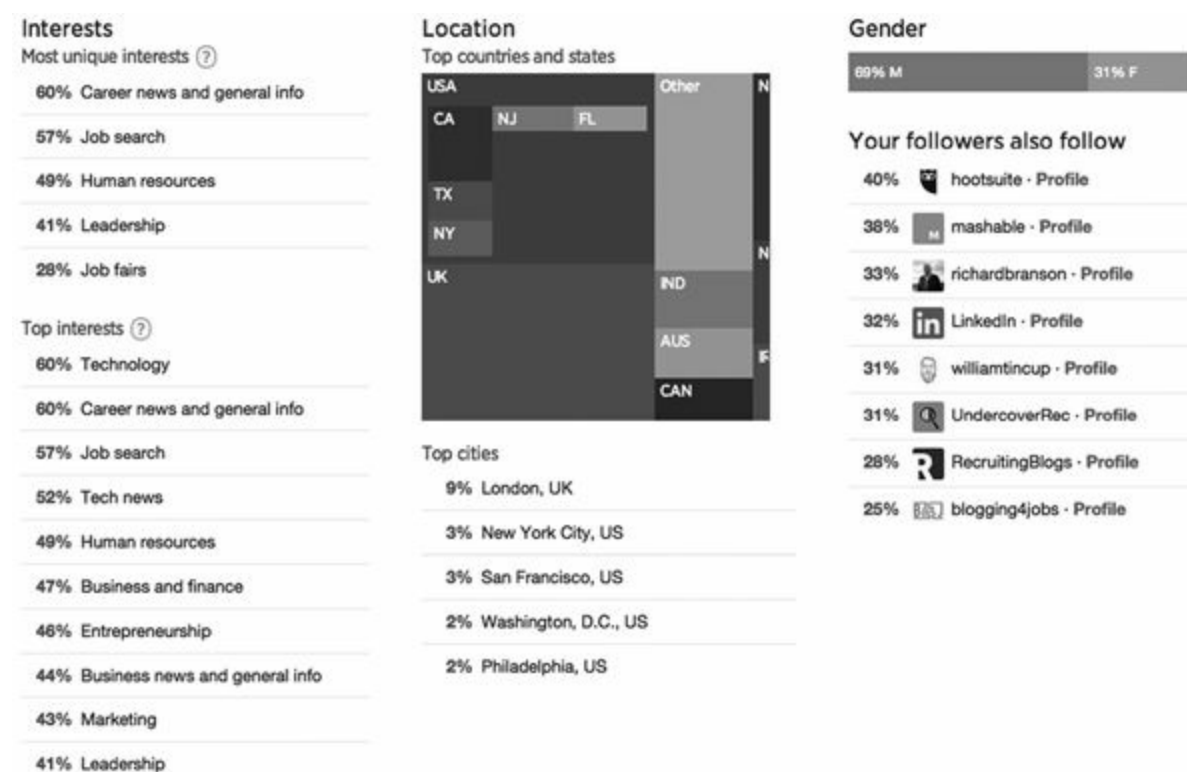 Interests
Most unique interests ?
60% Career news and general info
57% Job search
49% Human resources
41% Leadership
28% Job fairs
Top interests ?
60% Technology
60% Career news and general info
57% Job search
52% Tech news
49% Human resources
47% Business and finance
46% Entrepreneurship
44% Business news and general info
43% Marketing
41% Leadership
Location
Top countries and states
USA
Other
N
CA
NJ
FL
TX
NY
N
UK
IND
AUS
CAN
Top cities
9% London, UK
3% New York City, US
3% San Francisco, US
2% Washington, D.C., US
2% Philadelphia, US
Gender
69% M
31% F
Your followers also follow
40% hootsuite · Profile
38% M mashable · Profile
33% richardbranson · Profile
32% in LinkedIn · Profile
31% williamtincup · Profile
31% UndercoverRec · Profile
28% R RecruitingBlogs · Profile
25% blogging4jobs · Profile